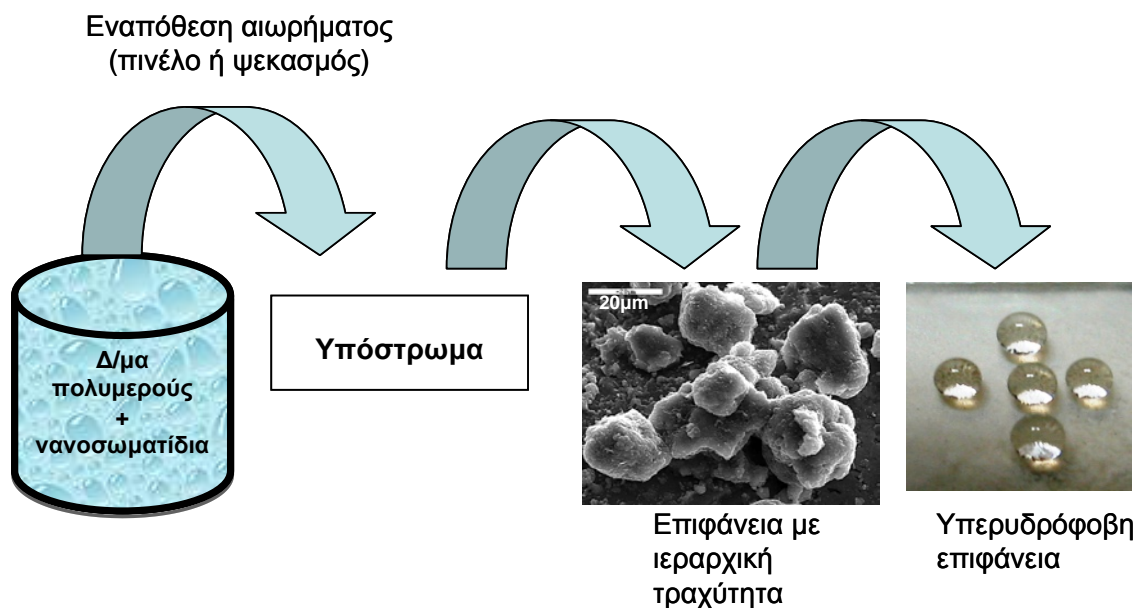 Εναπόθεση αιωρήματος
(πινέλο ή ψεκασμός)
Δ/μα
πολυμερούς
+
νανοσωματίδια
Υπόστρωμα
20μm
Επιφάνεια με
ιεραρχική
τραχύτητα
Υπερυδρόφοβη
επιφάνεια